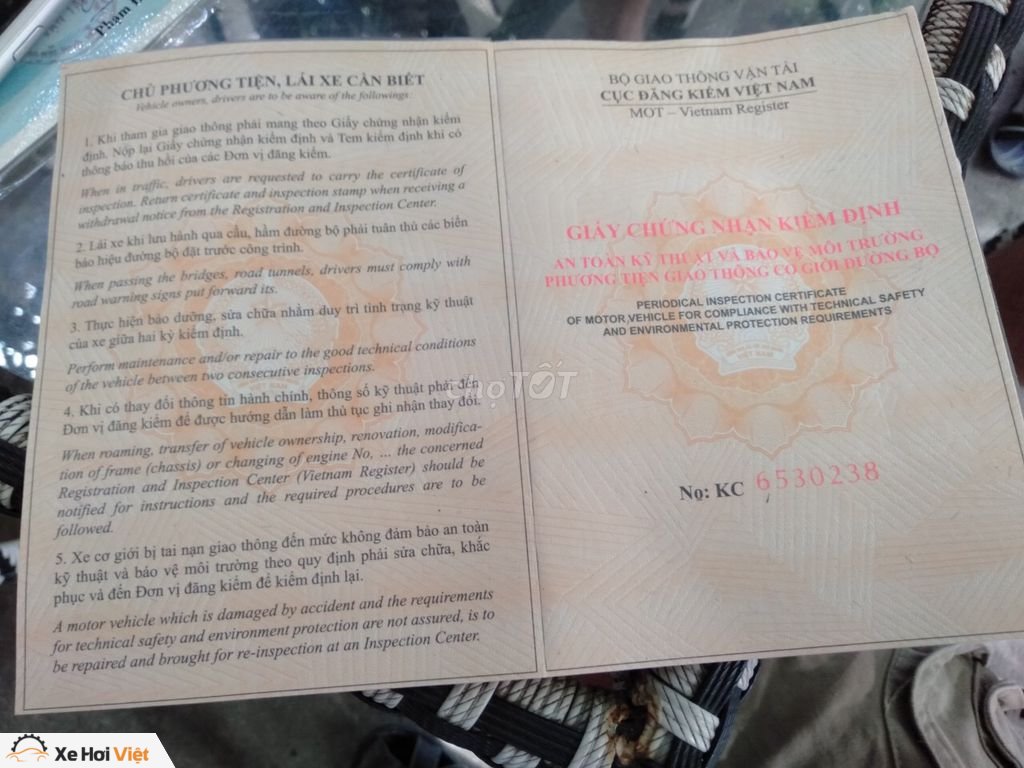 Phạm
CHỦ PHƯƠNG TIỆN, LÁI XE CẦN BIẾT
Vehicle owners, drivers are to be aware of the followings:
1. Khi tham gia giao thông phải mang theo Giấy chứng nhận kiểm
định. Nộp lại Giấy chứng nhận kiểm định và Tem kiểm định khi có
thông báo thu hồi của các Đơn vị đăng kiểm.
When in traffic, drivers are requested to carry the certificate of
inspection. Return certificate and inspection stamp when receiving a
withdrawal notice from the Registration and Inspection Center.
2. Lái xe khi lưu hành qua cầu, hầm đường bộ phải tuân thủ các biển
báo hiệu đường bộ đặt trước công trình.
When passing the bridges, road tunnels, drivers must comply with
road warning signs put forward its.
3. Thực hiện bảo dưỡng, sửa chữa nhằm duy trì tình trạng kỹ thuật
của xe giữa hai kỳ kiểm định.
Perform maintenance and/or repair to the good technical conditions
of the vehicle between two consecutive inspections.
4. Khi có thay đổi thông tin hành chính, thông số kỹ thuật phải đến
Đơn vị đăng kiểm để được hướng dẫn làm thủ tục ghi nhận thay đổi.
When roaming, transfer of vehicle ownership, renovation, modifica-
tion of frame (chassis) or changing of engine No, ... the concerned
Registration and Inspection Center (Vietnam Register) should be
notified for instructions and the required procedures are to be
followed.
5. Xe cơ giới bị tai nạn giao thông đến mức không đảm bảo an toàn
kỹ thuật và bảo vệ môi trường theo quy định phải sửa chữa, khắc
phục và đến Đơn vị đăng kiểm để kiểm định lại.
A motor vehicle which is damaged by accident and the requirements
for technical safety and environment protection are not assured, is to
be repaired and brought for re-inspection at an Inspection Center.
BỘ GIAO THÔNG VẬN TẢI
CỤC ĐĂNG KIỂM VIỆT NAM
MOT – Vietnam Register
GIẤY CHỨNG NHẬN KIỂM ĐỊNH
AN TOÀN KỸ THUẬT VÀ BẢO VỆ MÔI TRƯỜNG
PHƯƠNG TIỆN GIAO THÔNG CƠ GIỚI ĐƯỜNG BỘ
PERIODICAL INSPECTION CERTIFICATE
OF MOTOR VEHICLE FOR COMPLIANCE WITH TECHNICAL SAFETY
AND ENVIRONMENTAL PROTECTION REQUIREMENTS
VIỆT NAM
VIỆT NAM
chợTỐT
No: KC 6530238
Xe Hơi Việt